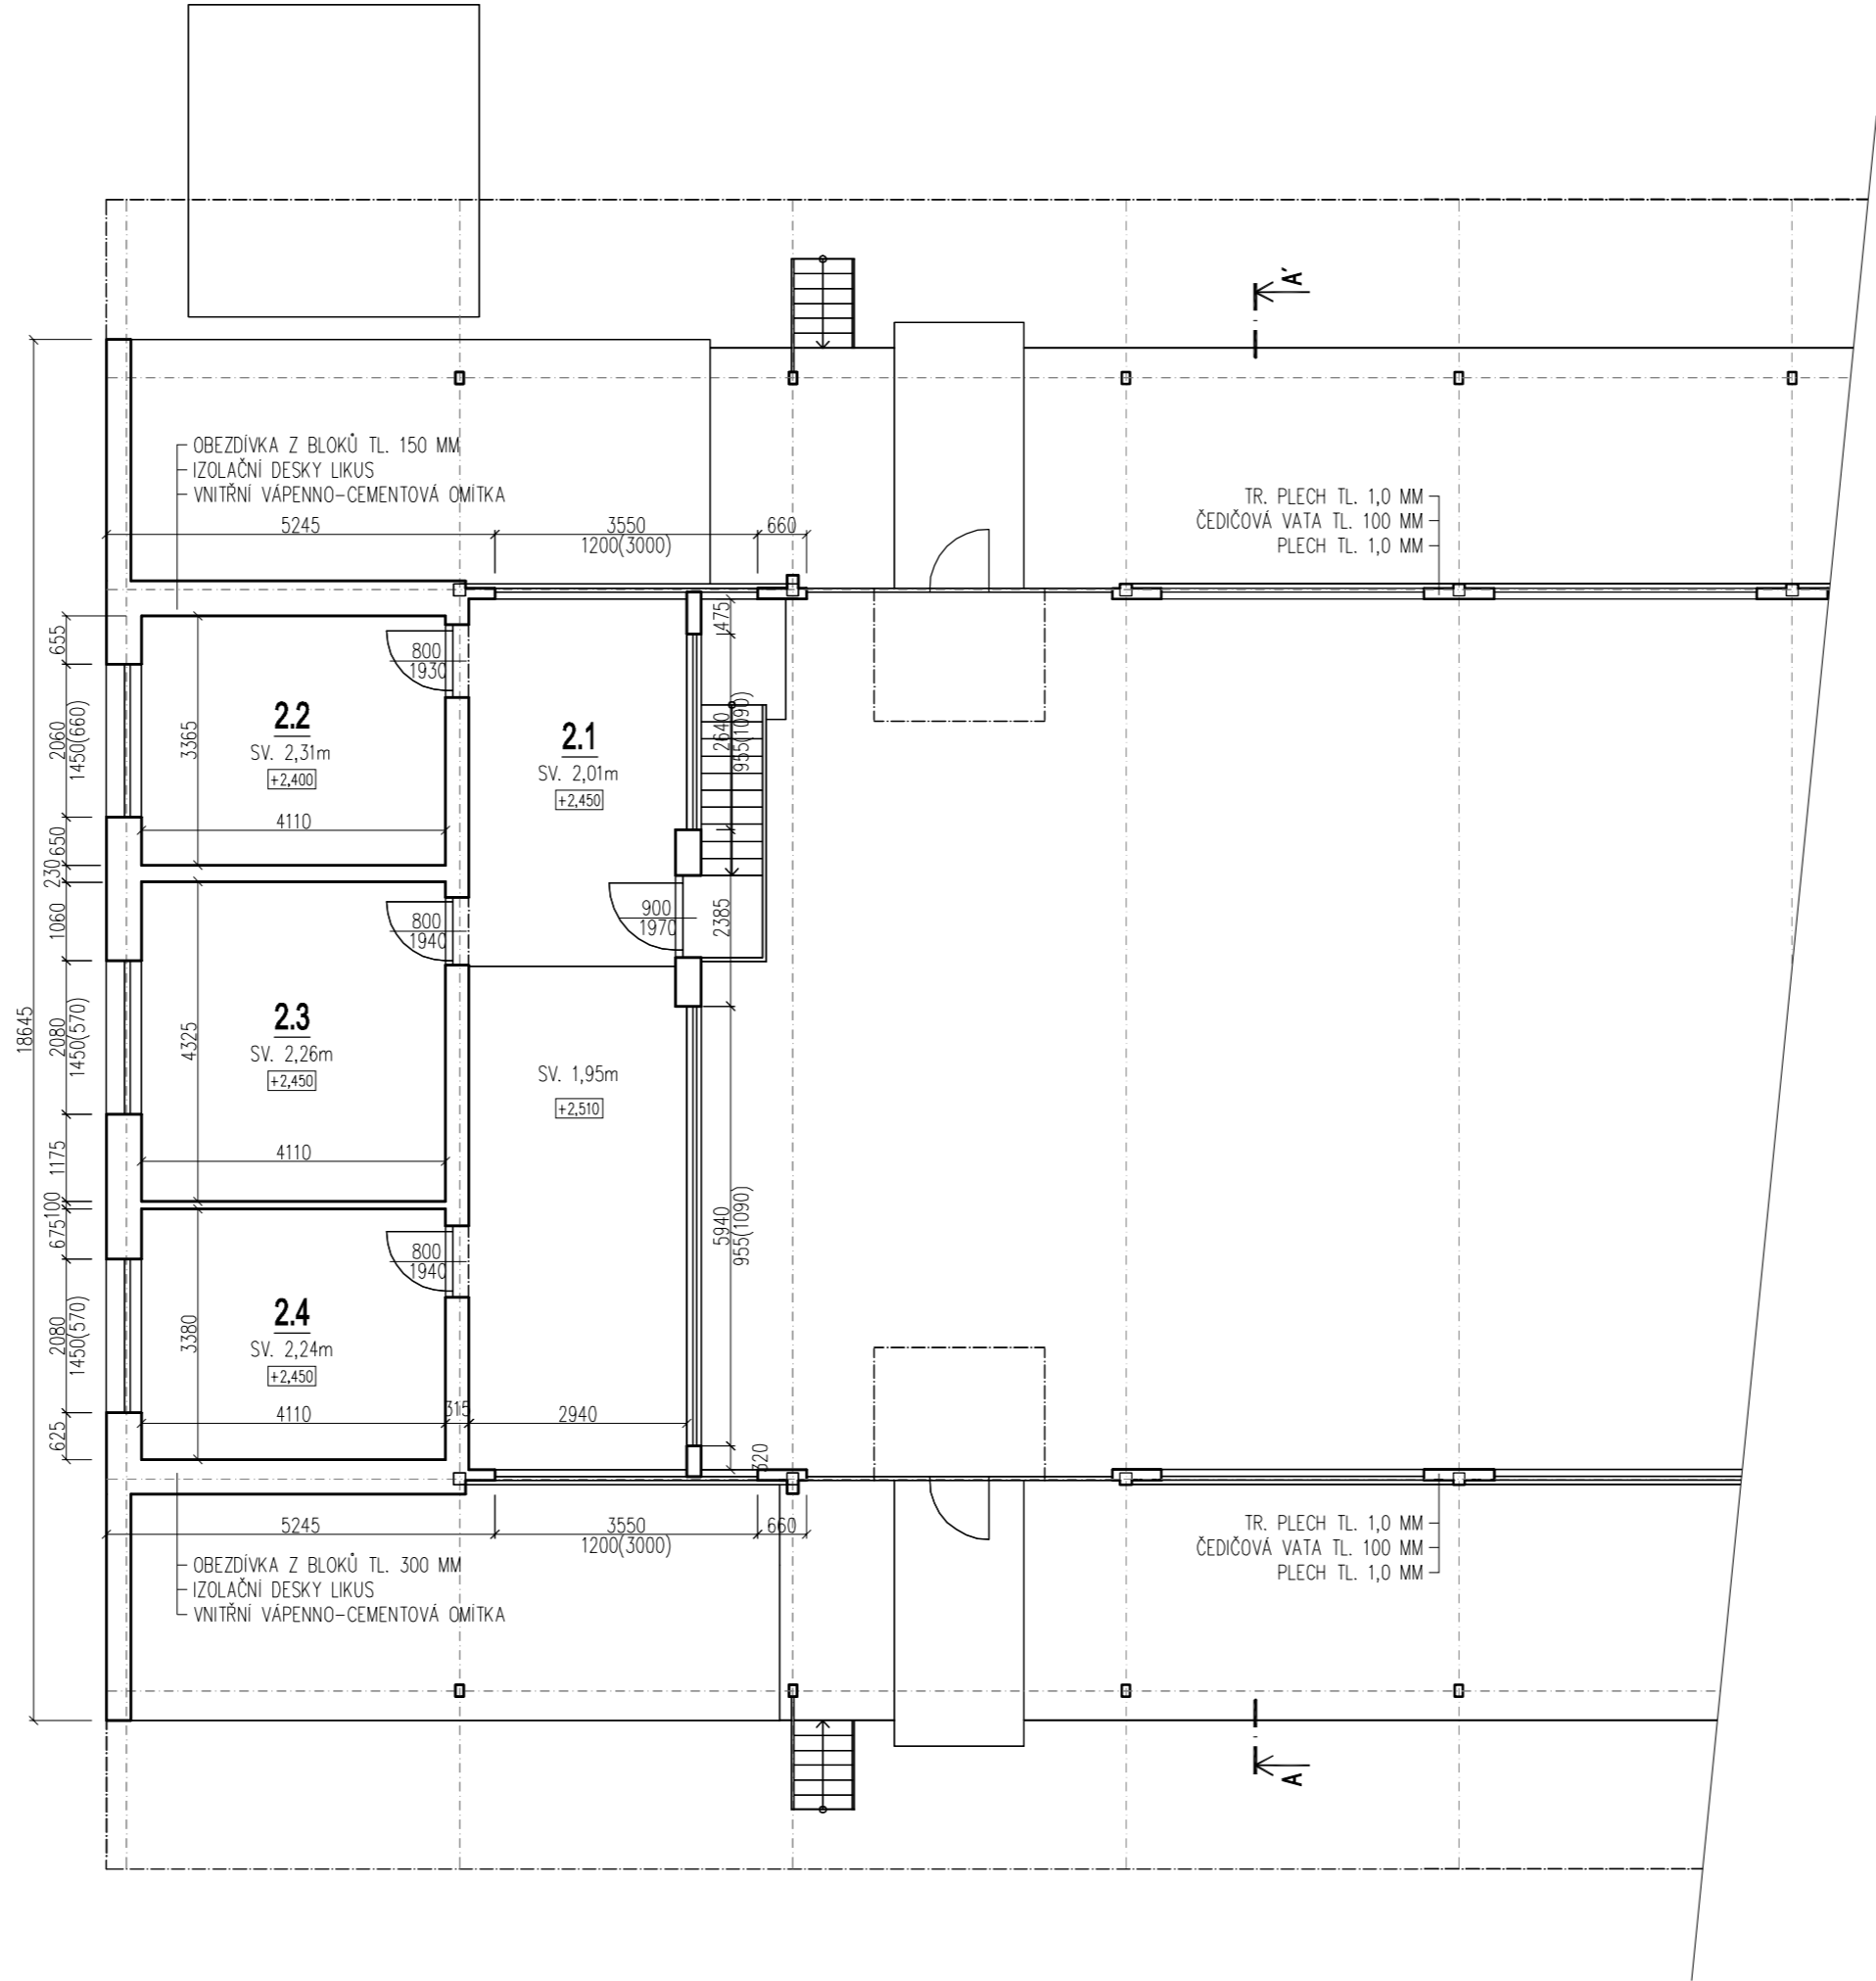 A'
OBEZDÍVKA Z BLOKŮ TL. 150 MM
IZOLAČNÍ DESKY LIKUS
VNITŘNÍ VÁPENNO-CEMENTOVÁ OMÍTKA
TR. PLECH TL. 1,0 MM
ČEDIČOVÁ VATA TL. 100 MM
PLECH TL. 1,0 MM
5245
3550
1200(3000)
660
475
655
800
1930
2.2
SV. 2,31m
+2,400
3365
4110
2.1
SV. 2,01m
+2,450
2640
955(1090)
2060
1450(660)
650
230
1060
800
1940
900
1970
2385
18645
2080
1450(570)
2.3
SV. 2,26m
+2,450
4325
4110
SV. 1,95m
+2,510
1175
100
675
5940
955(1090)
800
1940
2080
1450(570)
2.4
SV. 2,24m
+2,450
3380
4110
315
2940
625
320
5245
3550
1200(3000)
660
OBEZDÍVKA Z BLOKŮ TL. 300 MM
IZOLAČNÍ DESKY LIKUS
VNITŘNÍ VÁPENNO-CEMENTOVÁ OMÍTKA
TR. PLECH TL. 1,0 MM
ČEDIČOVÁ VATA TL. 100 MM
PLECH TL. 1,0 MM
A